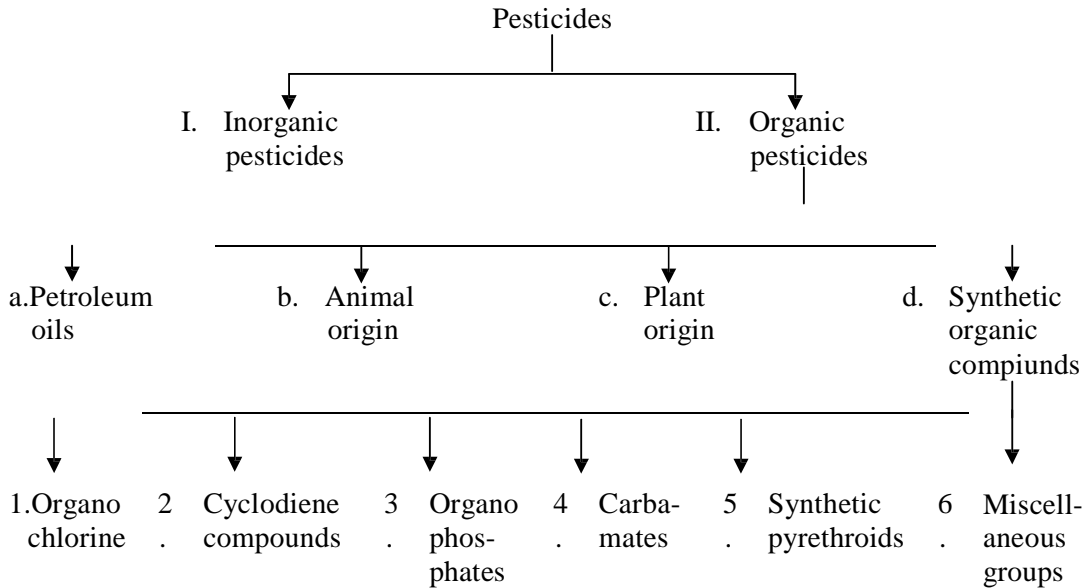 Pesticides
I. Inorganic
pesticides
II. Organic
pesticides
a.Petroleum
oils
b. Animal
origin
c. Plant
origin
d. Synthetic
organic
compiunds
1.Organo
chlorine
2 Cyclodiene
. compounds
3 Organo
. phos-
phates
4 Carba-
. mates
5 Synthetic
. pyrethroids
6 Miscell-
. aneous
groups